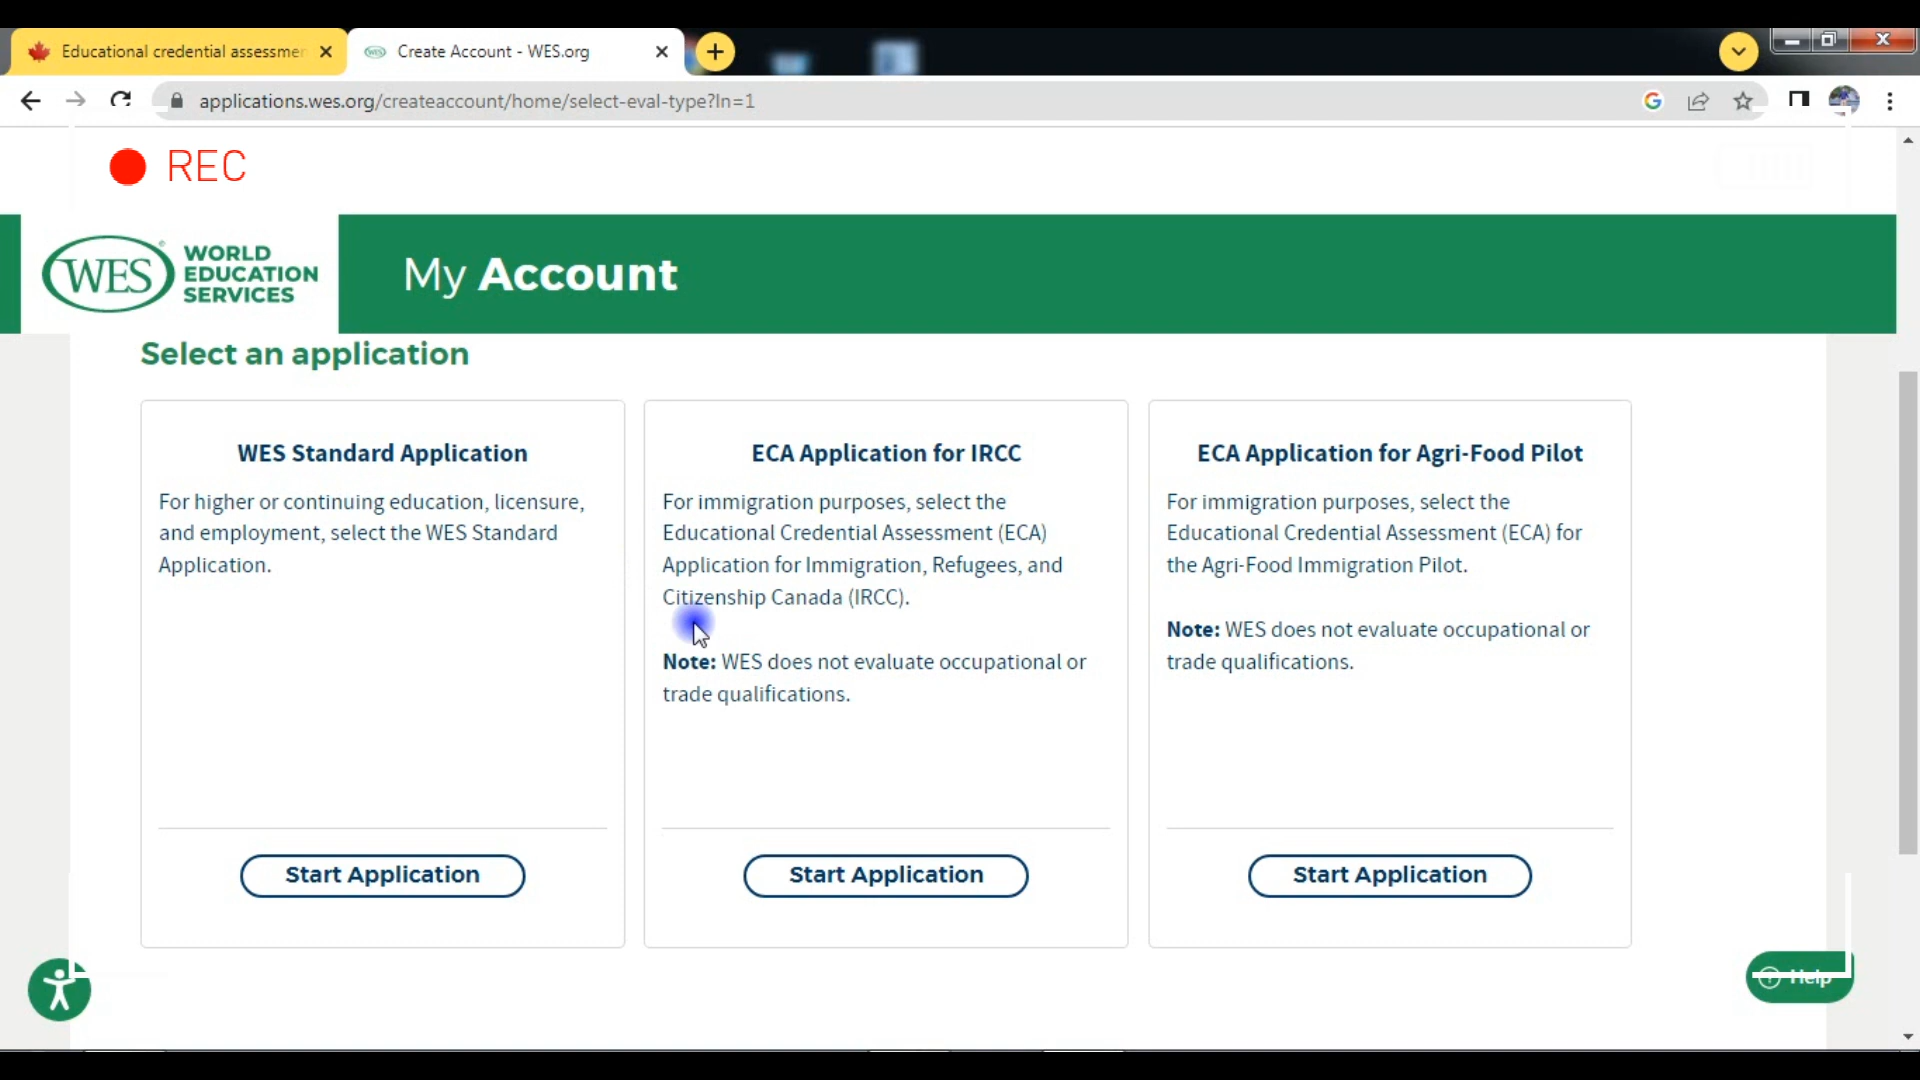 Educational credential assessmen
Create Account - WES.org
applications.wes.org/createaccount/home/select-eval-type?ln=1
REC
WES
WORLD
EDUCATION
SERVICES
My Account
Select an application
WES Standard Application
For higher or continuing education, licensure,
and employment, select the WES Standard
Application.
Start Application
ECA Application for IRCC
For immigration purposes, select the
Educational Credential Assessment (ECA)
Application for Immigration, Refugees, and
Citizenship Canada (IRCC).
Note: WES does not evaluate occupational or
trade qualifications.
Start Application
ECA Application for Agri-Food Pilot
For immigration purposes, select the
Educational Credential Assessment (ECA) for
the Agri-Food Immigration Pilot.
Note: WES does not evaluate occupational or
trade qualifications.
Start Application
Help